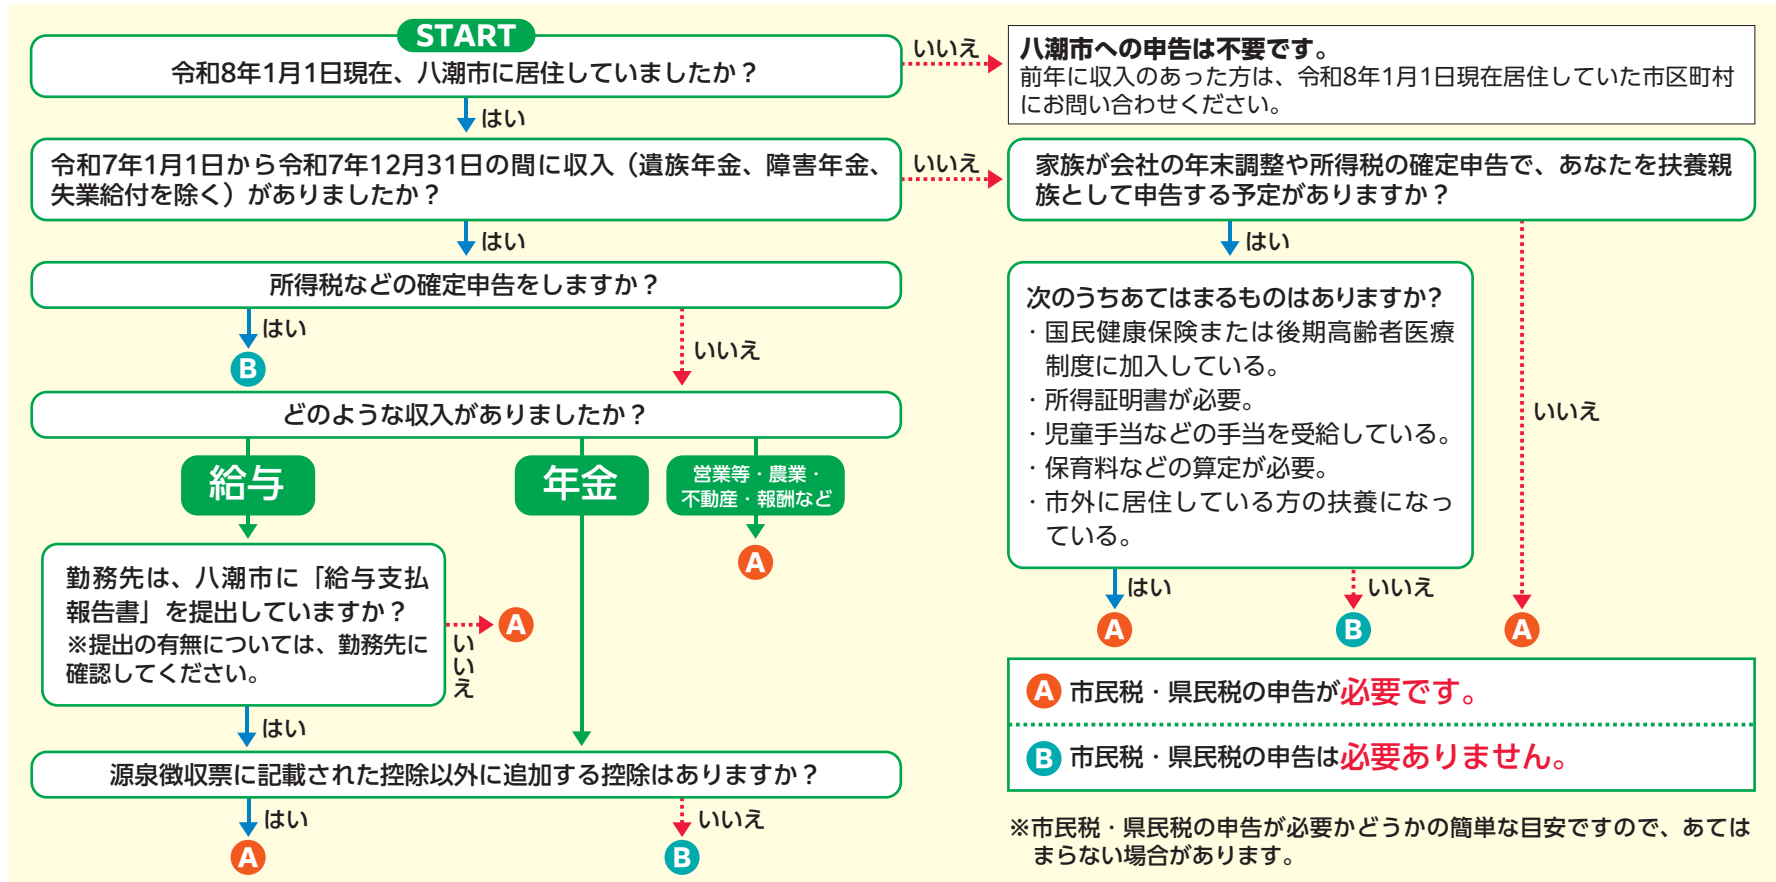 START
令和8年1月1日現在、八潮市に居住していましたか？
いいえ
八潮市への申告は不要です。
前年に収入のあった方は、令和8年1月1日現在居住していた市区町村
にお問い合わせください。
はい
令和7年1月1日から令和7年12月31日の間に収入（遺族年金、障害年金、
失業給付を除く）がありましたか？
いいえ
家族が会社の年末調整や所得税の確定申告で、あなたを扶養親
族として申告する予定がありますか？
はい
所得税などの確定申告をしますか？
はい
B
いいえ
どのような収入がありましたか？
給与
年金
営業等・農業・
不動産・報酬など
A
勤務先は、八潮市に「給与支払
報告書」を提出していますか？
※提出の有無については、勤務先に
確認してください。
いいえ
A
はい
源泉徴収票に記載された控除以外に追加する控除はありますか？
はい
A
いいえ
B
はい
次のうちあてはまるものはありますか?
・国民健康保険または後期高齢者医療
制度に加入している。
・所得証明書が必要。
・児童手当などの手当を受給している。
・保育料などの算定が必要。
・市外に居住している方の扶養になっ
ている。
いいえ
はい
A
いいえ
B
A
A 市民税・県民税の申告が必要です。
B 市民税・県民税の申告は必要ありません。
※市民税・県民税の申告が必要かどうかの簡単な目安ですので、あては
まらない場合があります。